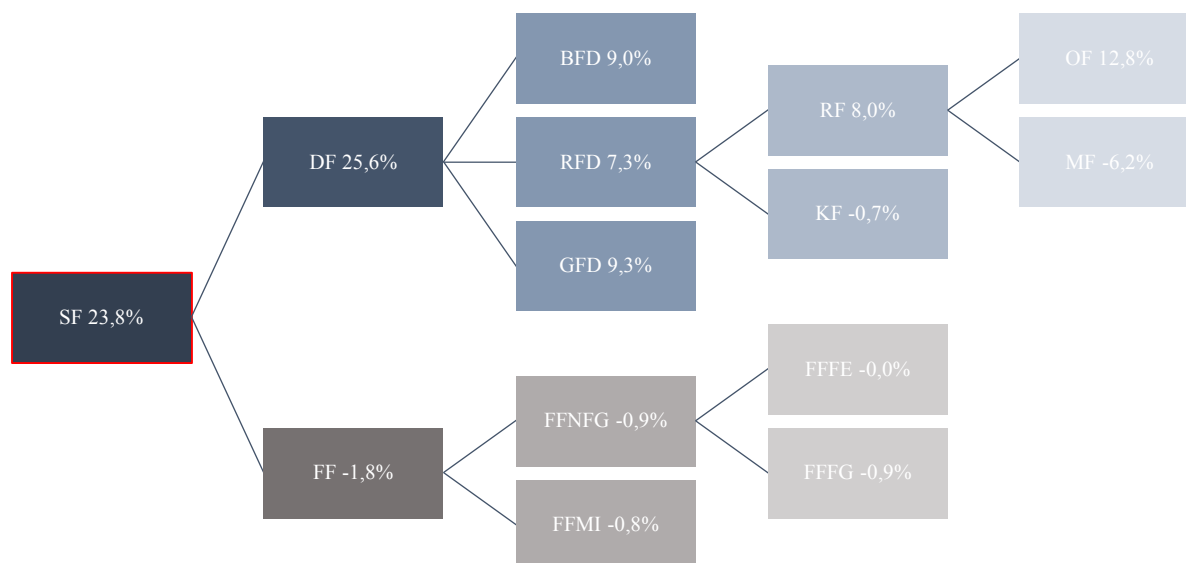 SF 23,8%
DF 25,6%
BFD 9,0%
RFD 7,3%
RF 8,0%
OF 12,8%
MF -6,2%
KF -0,7%
GFD 9,3%
FF -1,8%
FFNFG -0,9%
FFFE -0,0%
FFFG -0,9%
FFMI -0,8%